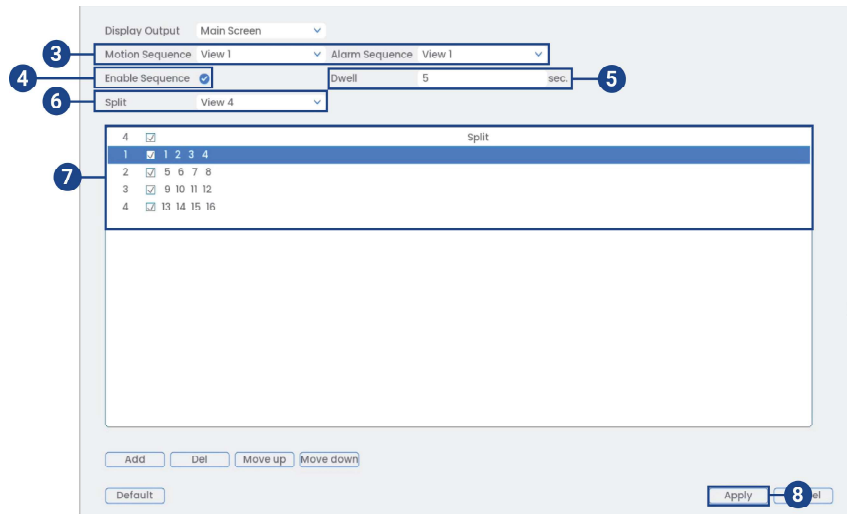 Display Output Main Screen
3 Motion Sequence View 1 Alarm Sequence View 1
4 Enable Sequence Dwell 5 sec. 5
6 Split View 4
4 Split
1 1 2 3 4
7 2 5 6 7 8
3 9 10 11 12
4 13 14 15 16
Add Del Move up Move down
Default Apply 8